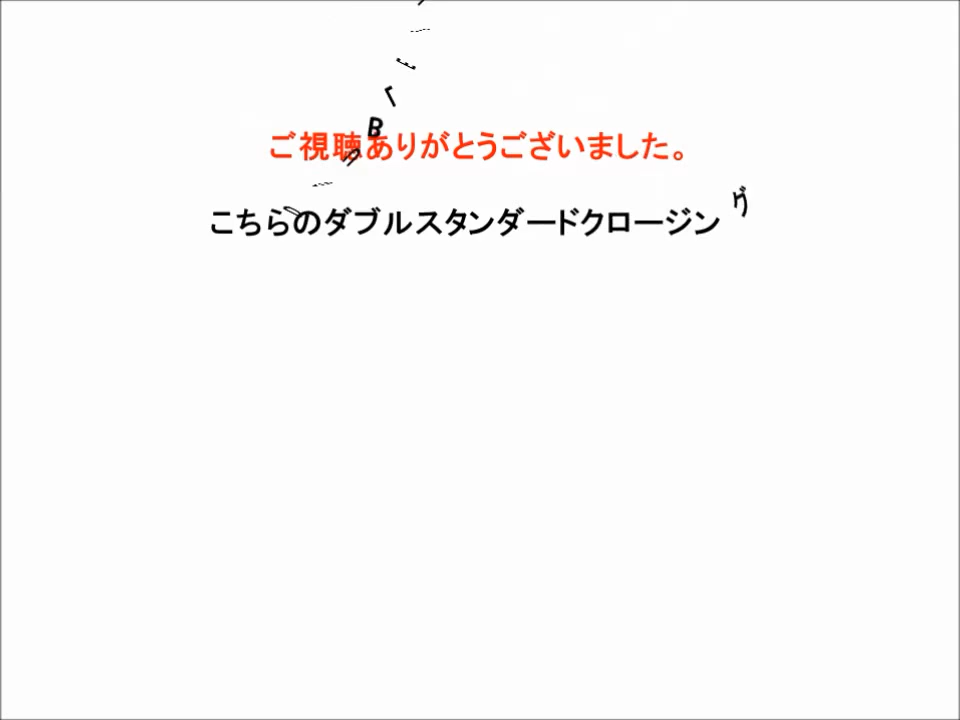 ご視聴ありがとうございました。
こちらのダブルスタンダードクロージング
B